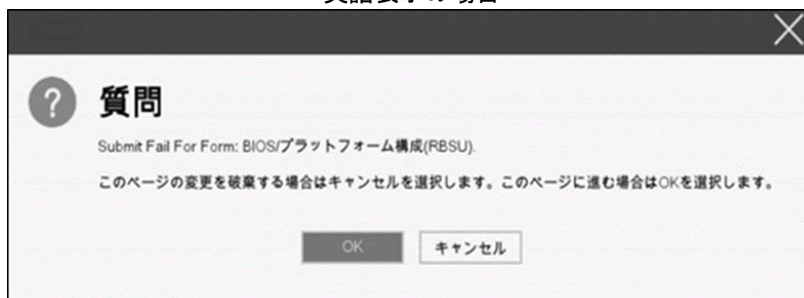 質問
Submit Fail For Form: BIOS/プラットフォーム構成(RBSU).
このページの変更を破棄する場合はキャンセルを選択します。このページに進む場合はOKを選択します。
OK
キャンセル